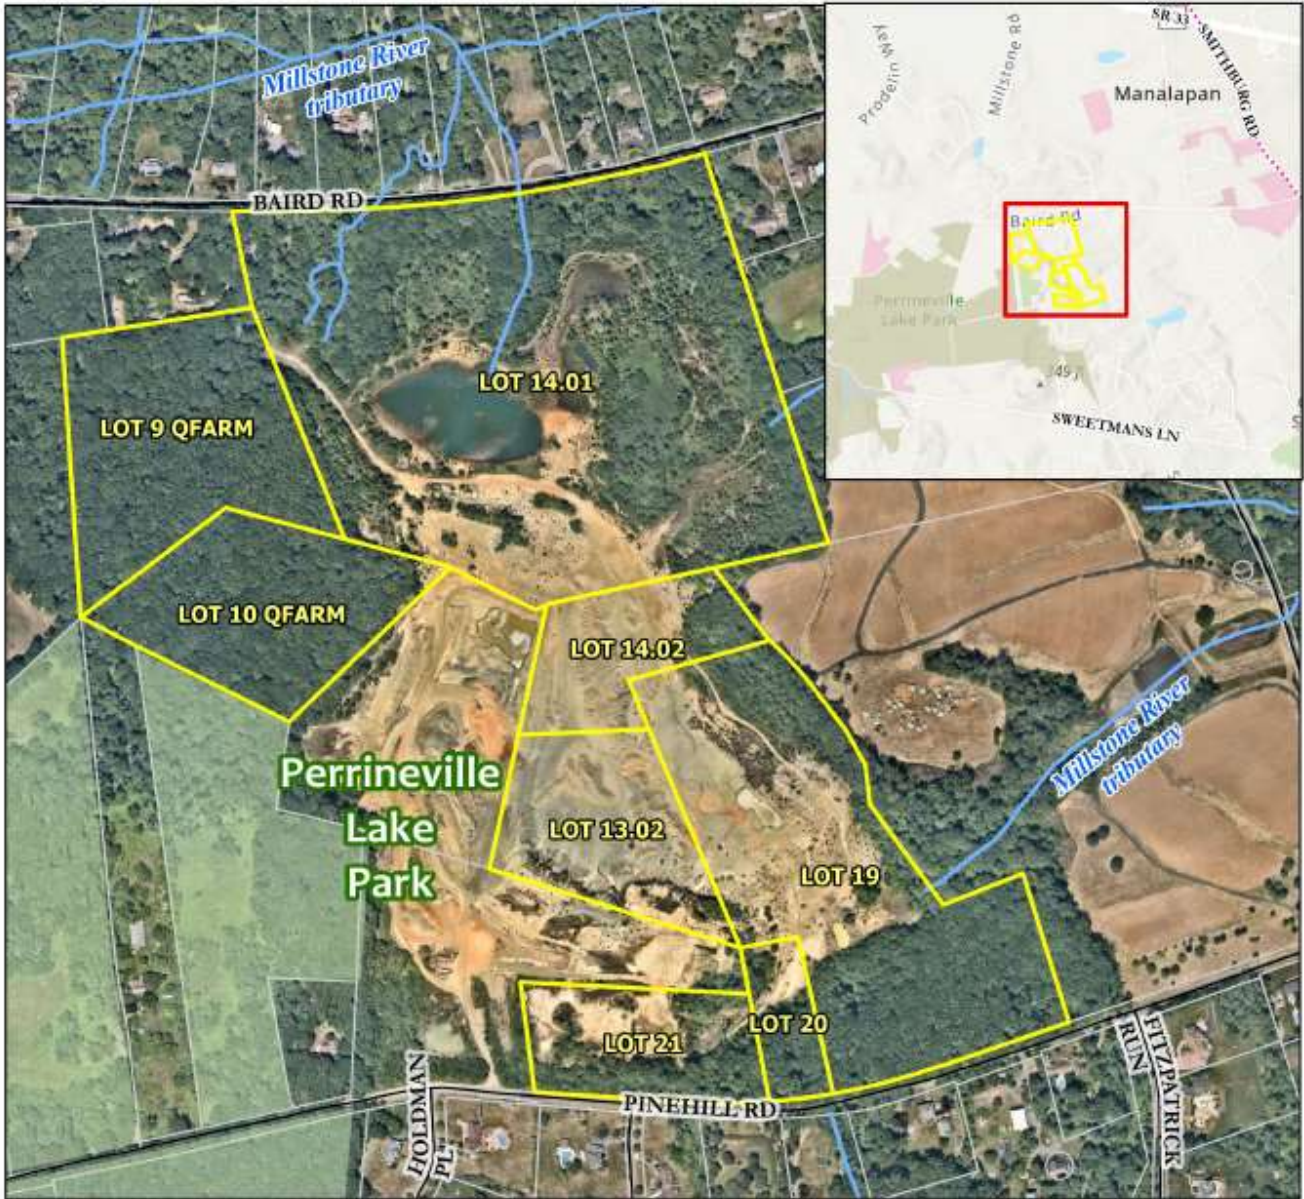 Millstone River
tributary
BAIRD RD
LOT 14.01
LOT 9 QFARM
LOT 10 QFARM
LOT 14.02
Perrineville
Lake
Park
LOT 13.02
LOT 19
LOT 20
LOT 21
Millstone River
tributary
HOLDMAN
PL
PINEHILL RD
FITZPATRICK
RUN
SR 33
SMITHBURG RD
Prodelin Way
Millstone Rd
Manalapan
Baird Rd
Perrineville
Lake Park
SWEETMANS LN